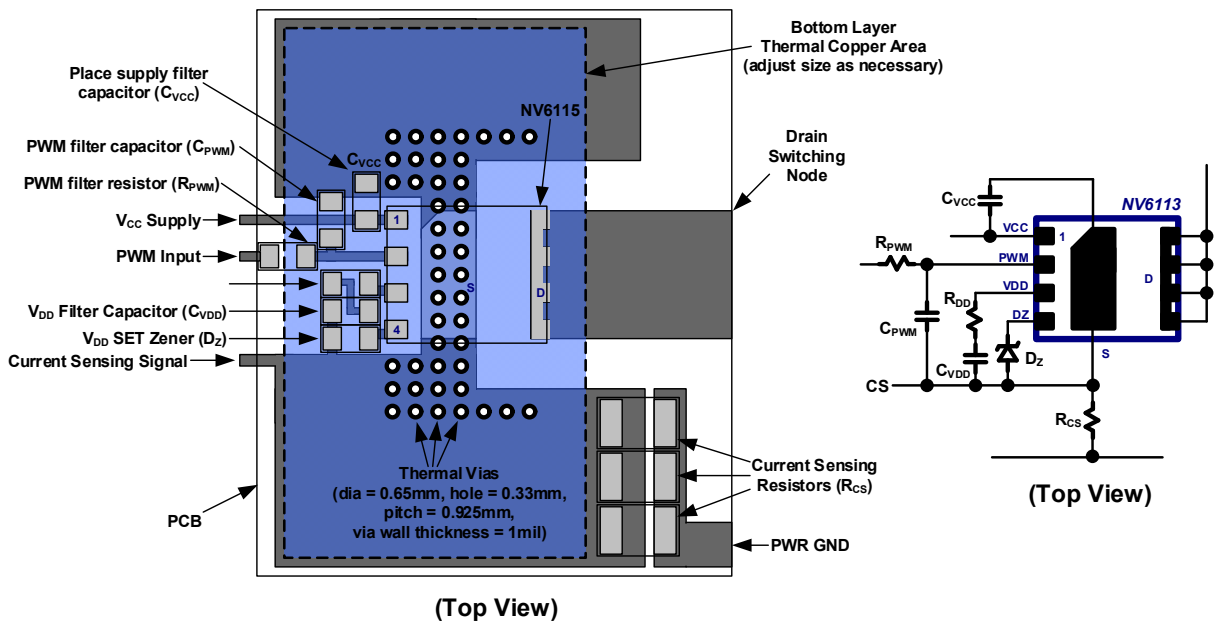 Bottom Layer
Thermal Copper Area
(adjust size as necessary)
Place supply filter
capacitor (CVCC)
NV6115
PWM filter capacitor (CPWM)
CVCC
Drain
Switching
Node
PWM filter resistor (RPWM)
VCC Supply
1
PWM Input
S
D
VDD Filter Capacitor (CVDD)
VDD SET Zener (DZ)
4
Current Sensing Signal
Thermal Vias
(dia = 0.65mm, hole = 0.33mm,
pitch = 0.925mm,
via wall thickness = 1mil)
Current Sensing
Resistors (RCS)
PCB
PWR GND
(Top View)
CVCC
NV6113
VCC
1
RPWM
PWM
VDD
D
RDD
DZ
CPWM
DZ
S
CVDD
CS
RCS
(Top View)